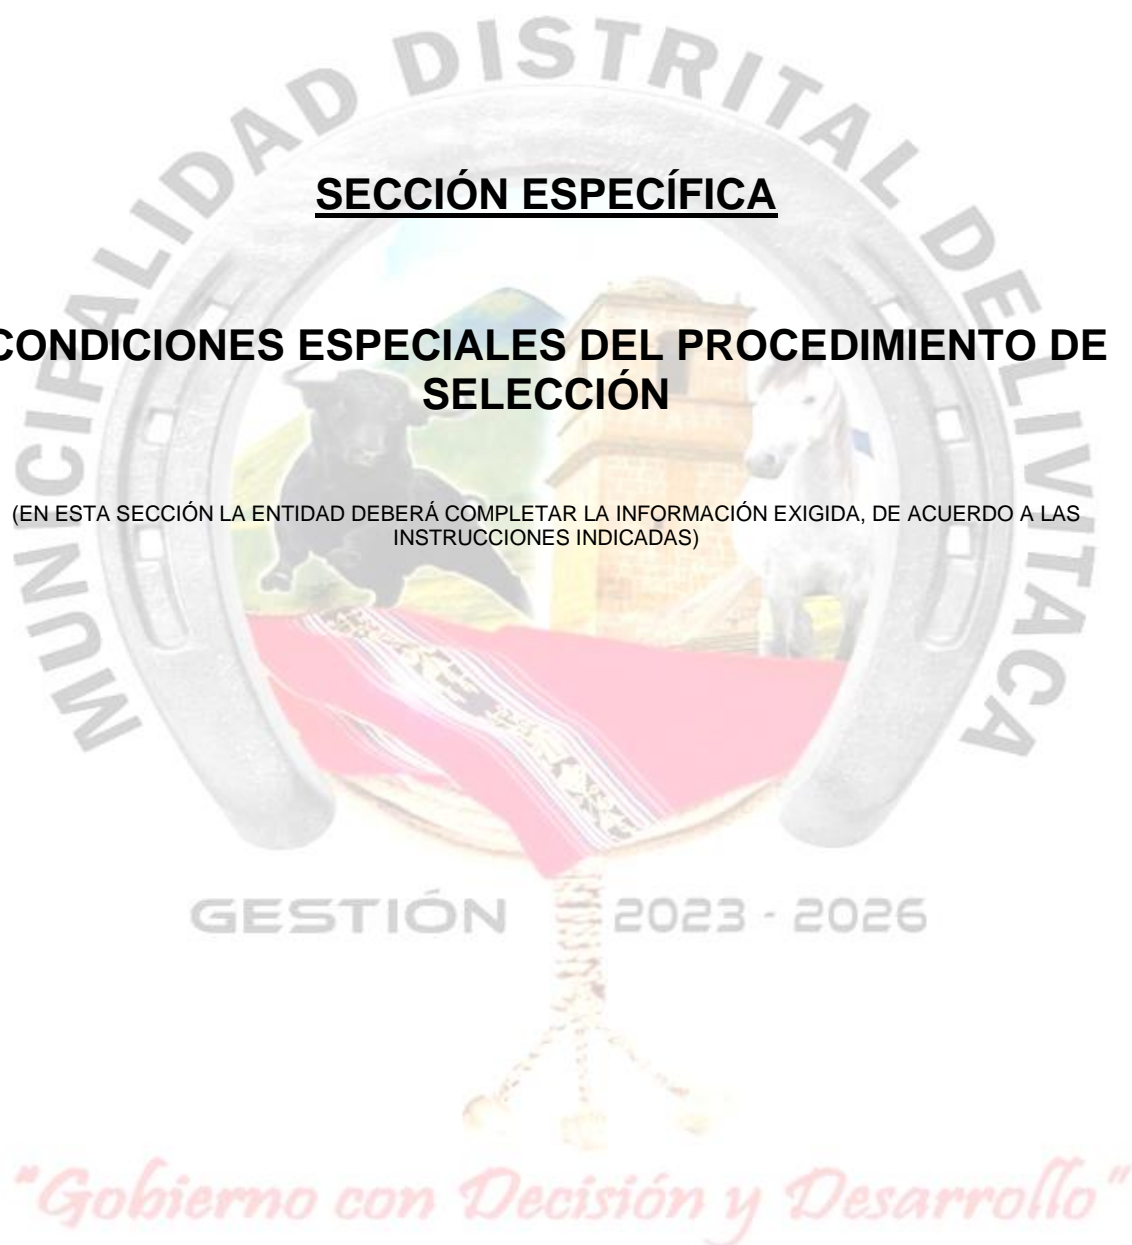 MUNICIPALIDAD DISTRITAL DE LIVITACA
SECCIÓN ESPECÍFICA
CONDICIONES ESPECIALES DEL PROCEDIMIENTO DE
SELECCIÓN
(EN ESTA SECCIÓN LA ENTIDAD DEBERÁ COMPLETAR LA INFORMACIÓN EXIGIDA, DE ACUERDO A LAS
INSTRUCCIONES INDICADAS)
GESTIÓN 2023 - 2026
"Gobierno con Decisión y Desarrollo"